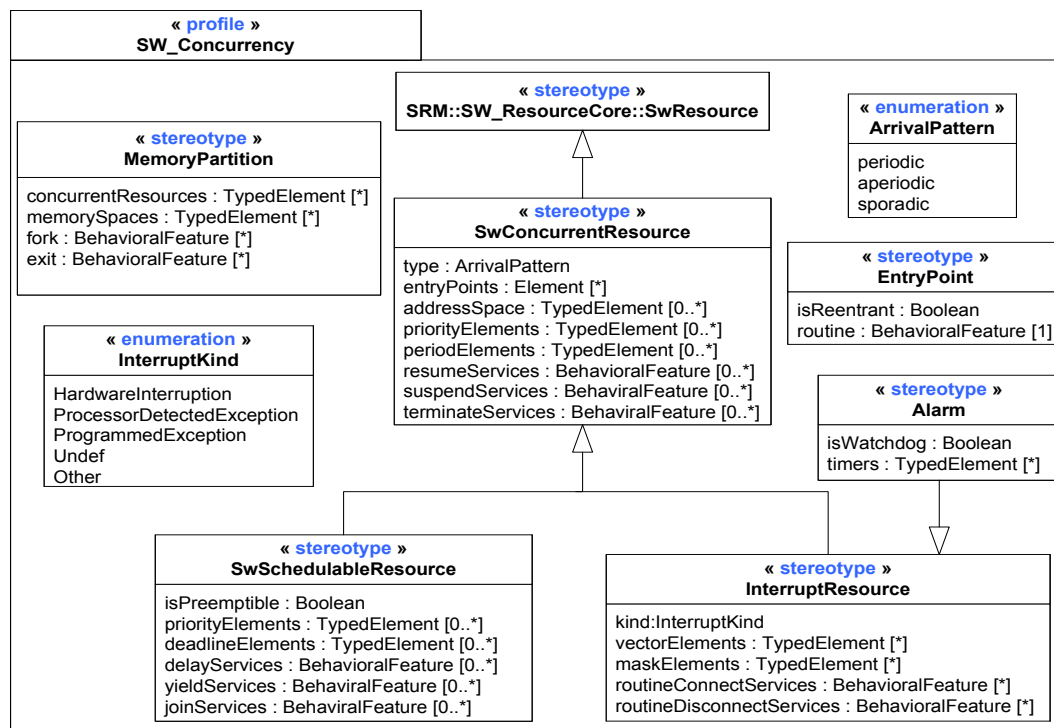 « profile »
SW_Concurrency
« stereotype »
SRM::SW_ResourceCore::SwResource
« enumeration »
ArrivalPattern
periodic
aperiodic
sporadic
« stereotype »
MemoryPartition
concurrentResources : TypedElement [*]
memorySpaces : TypedElement [*]
fork : BehavioralFeature [*]
exit : BehavioralFeature [*]
« stereotype »
SwConcurrentResource
type : ArrivalPattern
entryPoints : Element [*]
addressSpace : TypedElement [0..*]
priorityElements : TypedElement [0..*]
periodElements : TypedElement [0..*]
resumeServices : BehavioralFeature [0..*]
suspendServices : BehaviralFeature [0..*]
terminateServices : BehaviralFeature [0..*]
« stereotype »
EntryPoint
isReentrant : Boolean
routine : BehavioralFeature [1]
« enumeration »
InterruptKind
HardwareInterruption
ProcessorDetectedException
ProgrammedException
Undef
Other
« stereotype »
Alarm
isWatchdog : Boolean
timers : TypedElement [*]
« stereotype »
SwSchedulableResource
isPreemptible : Boolean
priorityElements : TypedElement [0..*]
deadlineElements : TypedElement [0..*]
delayServices : BehavioralFeature [0..*]
yieldServices : BehaviralFeature [0..*]
joinServices : BehaviralFeature [0..*]
« stereotype »
InterruptResource
kind:InterruptKind
vectorElements : TypedElement [*]
maskElements : TypedElement [*]
routineConnectServices : BehavioralFeature [*]
routineDisconnectServices : BehaviralFeature [*]